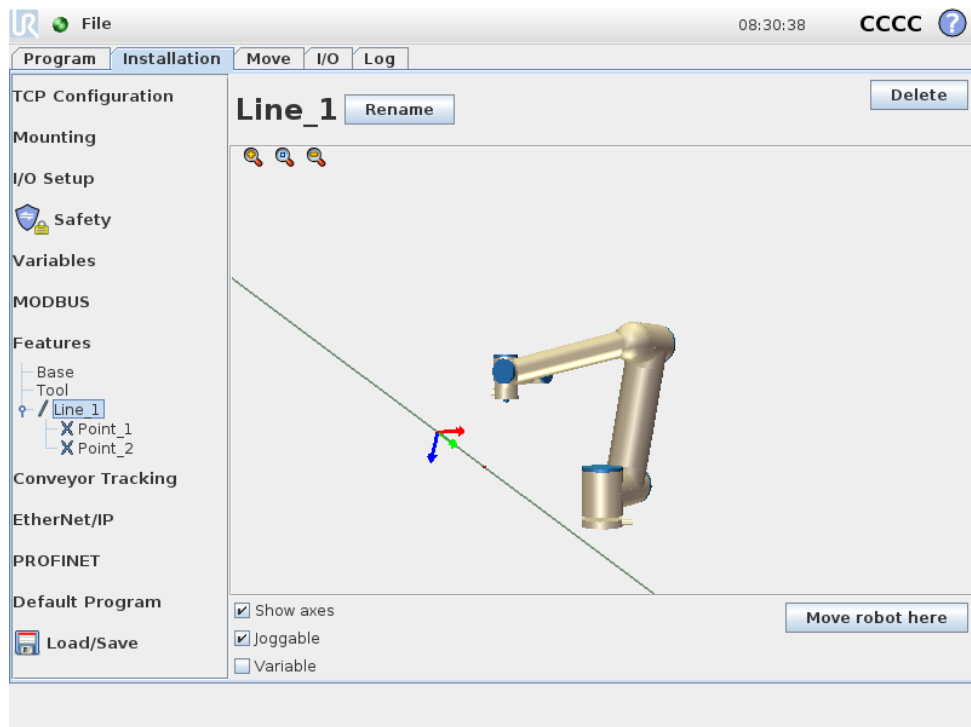 UR File 08:30:38 CCCC ?
Program Installation Move I/O Log
TCP Configuration
Mounting
I/O Setup
Safety
Variables
MODBUS
Features
Base
Tool
Line_1
Point_1
Point_2
Conveyor Tracking
EtherNet/IP
PROFINET
Default Program
Load/Save
Line_1 Rename Delete
Show axes
Joggable
Variable
Move robot here